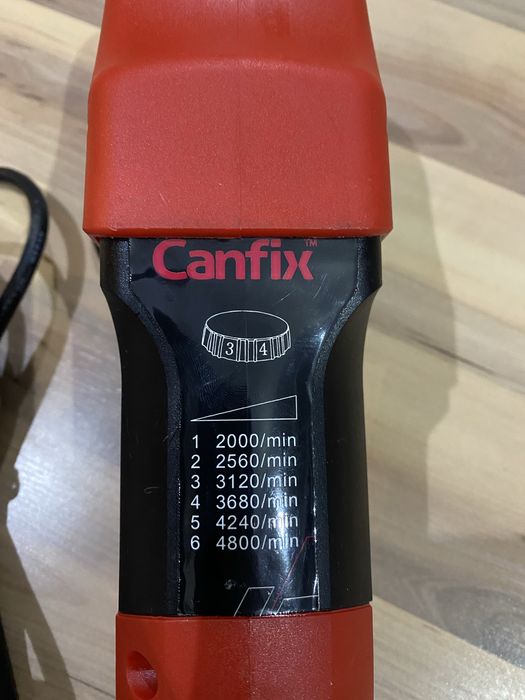 Canfix™
3 4
1 2000/min
2 2560/min
3 3120/min
4 3680/min
5 4240/min
6 4800/min